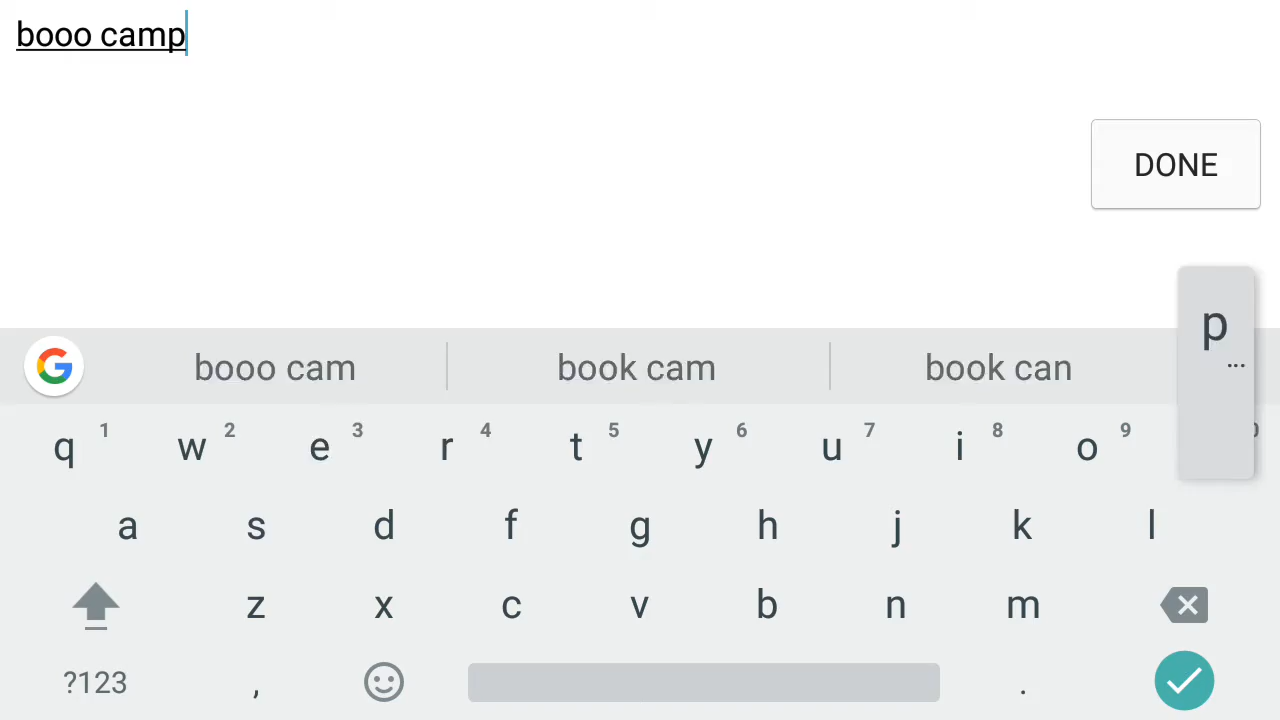 booo camp
DONE
p
...
booo cam book cam book can
q 1 w 2 e 3 r 4 t 5 y 6 u 7 i 8 o 9
a s d f g h j k l
z x c v b n m
?123 , .